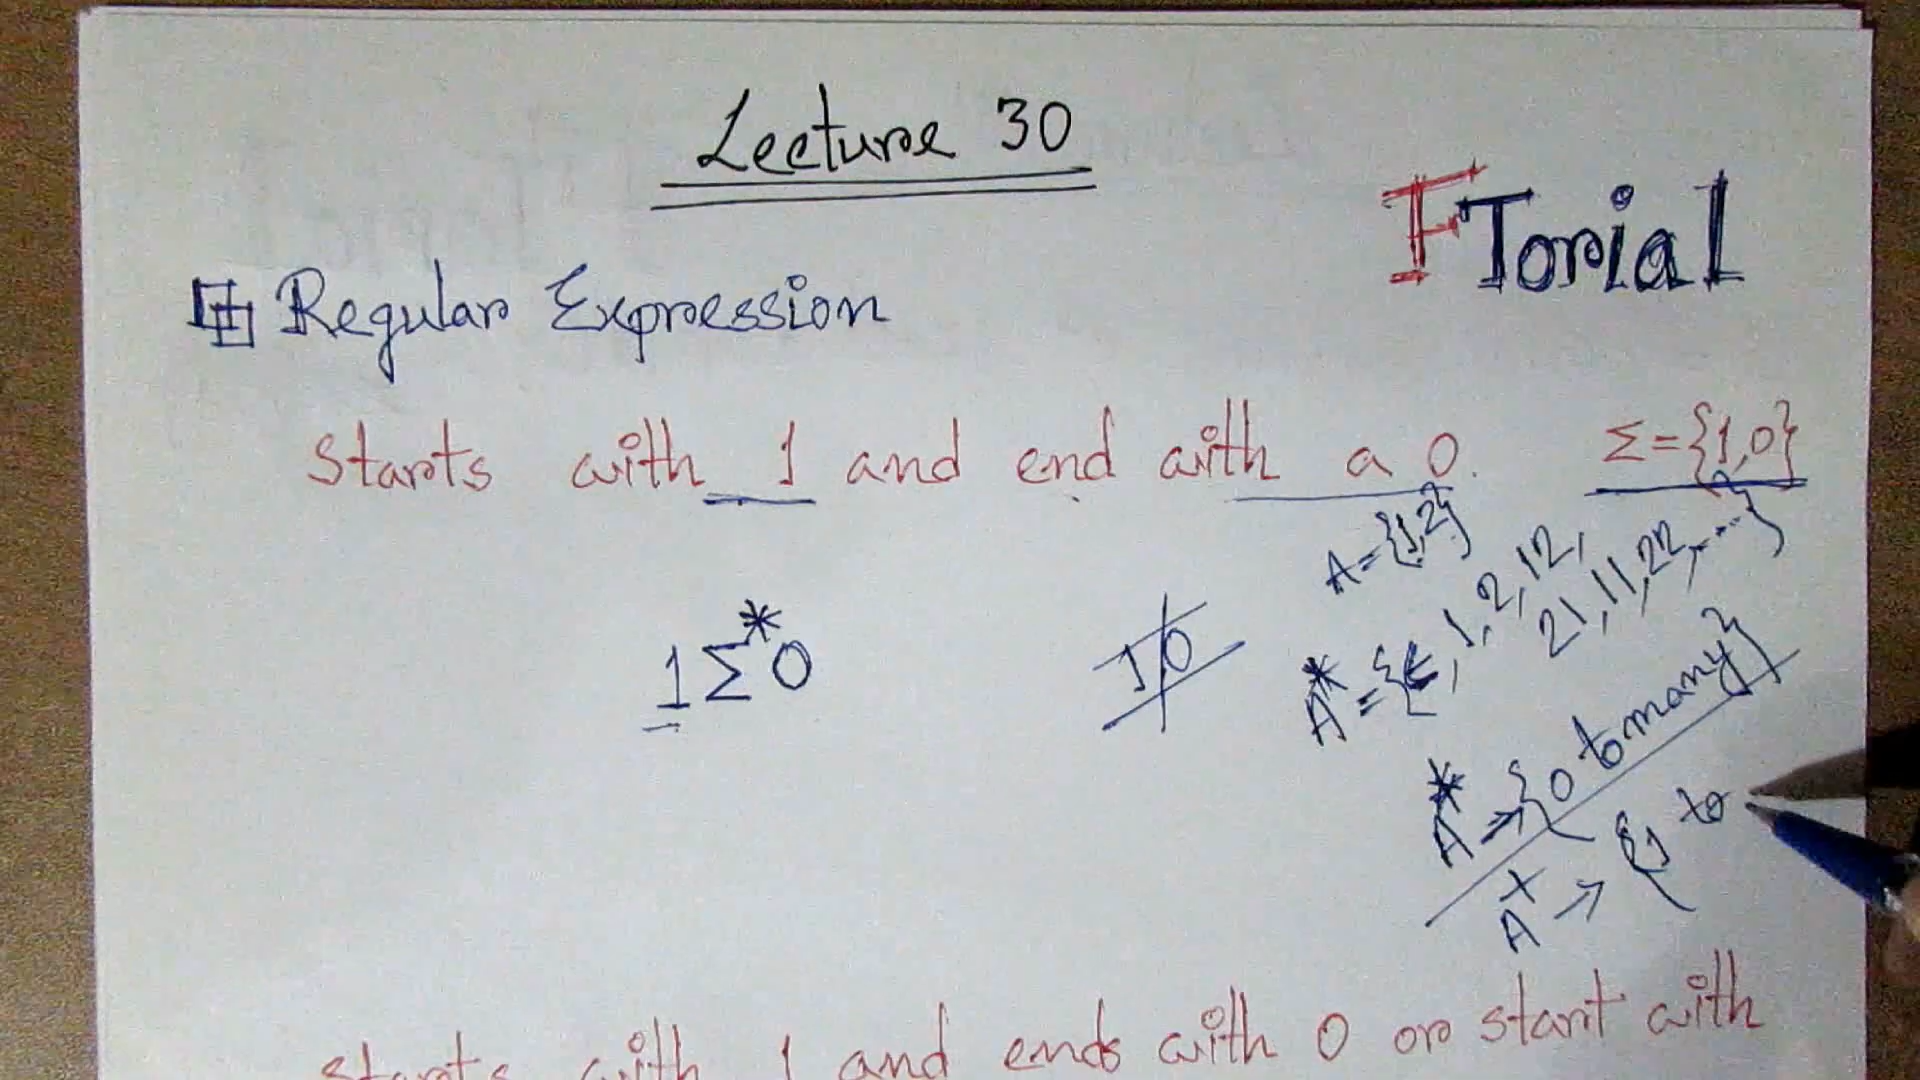 Lecture 30
FTorial
Regular Expression
Starts with 1 and end with a 0. Σ={1,0}
A={1,2}
A*={ε,1,2,12,
21,11,22,...}
1Σ*0
10
A*→{0 to many}
A+→{1 to
starts with 1 and ends with 0 or start with